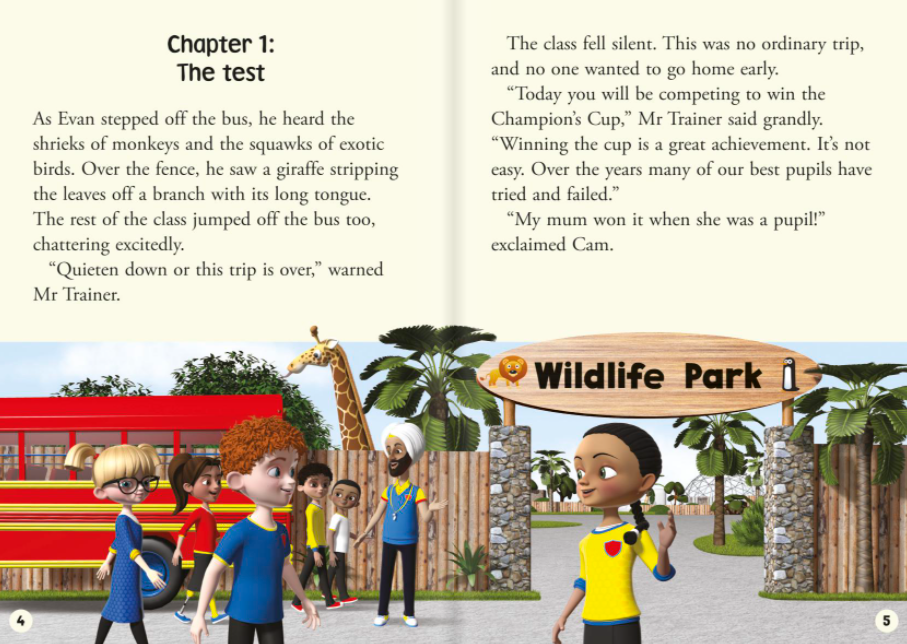 Chapter 1:
The test
As Evan stepped off the bus, he heard the
shrieks of monkeys and the squawks of exotic
birds. Over the fence, he saw a giraffe stripping
the leaves off a branch with its long tongue.
The rest of the class jumped off the bus too,
chattering excitedly.
“Quieten down or this trip is over,” warned
Mr Trainer.
4
The class fell silent. This was no ordinary trip,
and no one wanted to go home early.
“Today you will be competing to win the
Champion’s Cup,” Mr Trainer said grandly.
“Winning the cup is a great achievement. It’s not
easy. Over the years many of our best pupils have
tried and failed.”
“My mum won it when she was a pupil!”
exclaimed Cam.
Wildlife Park
5